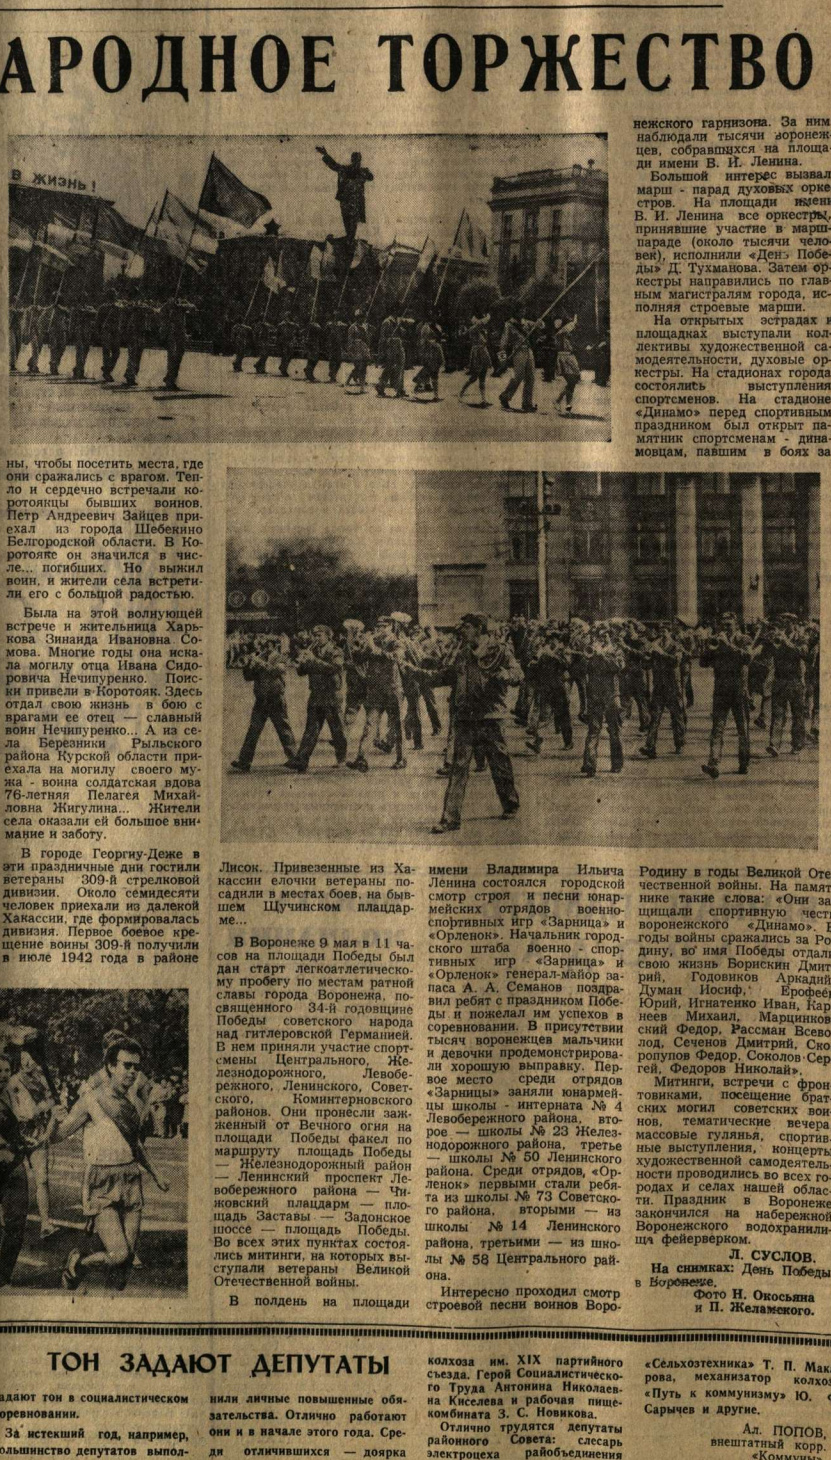 АРОДНОЕ ТОРЖЕСТВО
В ЖИЗНЬ!
ны, чтобы посетить места, где
они сражались с врагом. Теп-
ло и сердечно встречали ко-
ротоякцы бывших воинов.
Петр Андреевич Зайцев при-
ехал из города Шебекино
Белгородской области. В Ко-
ротояке он значился в чис-
ле... погибших. Но выжил
воин, и жители села встрети-
ли его с большой радостью.
Была на этой волнующей
встрече и жительница Харь-
кова Зинаида Ивановна Со-
мова. Многие годы она иска-
ла могилу отца Ивана Сидо-
ровича Нечипуренко. Поис-
ки привели в Коротояк. Здесь
отдал свою жизнь в бою с
врагами ее отец — славный
воин Нечипуренко... А из се-
ла Березники Рыльского
района Курской области при-
ехала на могилу своего му-
жа - воина солдатская вдова
76-летняя Пелагея Михай-
ловна Жигулина... Жители
села оказали ей большое вни-
мание и заботу.
В городе Георгиу-Деже в
эти праздничные дни гостили
ветераны 309-й стрелковой
дивизии. Около семидесяти
человек приехали из далекой
Хакассии, где формировалась
дивизия. Первое боевое кре-
щение воины 309-й получили
в июле 1942 года в районе
Лисок. Привезенные из Ха-
кассии елочки ветераны по-
садили в местах боев, на быв-
шем Щучинском плацдар-
ме...
В Воронеже 9 мая в 11 ча-
сов на площади Победы был
дан старт легкоатлетическо-
му пробегу по местам ратной
славы города Воронежа, по-
священного 34-й годовщине
Победы советского народа
над гитлеровской Германией.
В нем приняли участие спорт-
смены Центрального, Же-
лезнодорожного, Левобе-
режного, Ленинского, Совет-
ского, Коминтерновского
районов. Они пронесли заж-
женный от Вечного огня на
площади Победы факел по
маршруту площадь Победы
— Железнодорожный район
— Ленинский проспект Ле-
вобережного района — Чи-
жовский плацдарм — пло-
щадь Заставы — Задонское
шоссе — площадь Победы.
Во всех этих пунктах состоя-
лись митинги, на которых вы-
ступали ветераны Великой
Отечественной войны.
В полдень на площади
имени Владимира Ильича
Ленина состоялся городской
смотр строя и песни юнар-
мейских отрядов военно-
спортивных игр «Зарница» и
«Орленок». Начальник город-
ского штаба военно - спор-
тивных игр «Зарница» и
«Орленок» генерал-майор за-
паса А. А. Семанов поздра-
вил ребят с праздником Побе-
ды и пожелал им успехов в
соревновании. В присутствии
тысяч воронежцев мальчики
и девочки продемонстрирова-
ли хорошую выправку. Пер-
вое место среди отрядов
«Зарницы» заняли юнармей-
цы школы - интерната № 4
Левобережного района, вто-
рое — школы № 23 Желез-
нодорожного района, третье
— школы № 50 Ленинского
района. Среди отрядов, «Ор-
ленок» первыми стали ребя-
та из школы № 73 Советско-
го района, вторыми — из
школы № 14 Ленинского
района, третьими — из шко-
лы № 58 Центрального рай-
она.
Интересно проходил смотр
строевой песни воинов Воро-
нежского гарнизона. За ним
наблюдали тысячи воронеж-
цев, собравшихся на площа-
ди имени В. И. Ленина.
Большой интерес вызвал
марш - парад духовых орке
стров. На площади имени
В. И. Ленина все оркестры,
принявшие участие в марш-
параде (около тысячи чело-
век), исполнили «День Побе-
ды» Д. Тухманова. Затем ор-
кестры направились по глав-
ным магистралям города, ис-
полняя строевые марши.
На открытых эстрадах и
площадках выступали кол-
лективы художественной са-
модеятельности, духовые ор-
кестры. На стадионах города
состоялись выступления
спортсменов. На стадионе
«Динамо» перед спортивным
праздником был открыт па-
мятник спортсменам - дина-
мовцам, павшим в боях за
Родину в годы Великой Оте
чественной войны. На памят
нике такие слова: «Они за
щищали спортивную честь
воронежского «Динамо». В
годы войны сражались за Ро
дину, во имя Победы отдали
свою жизнь Борискин Дмит
рий, Годовиков Аркадий
Думан Иосиф, Ерофеев
Юрий, Игнатенко Иван, Кар
неев Михаил, Марцинков
ский Федор, Рассман Всево
лод, Сеченов Дмитрий, Ско
ропупов Федор, Соколов Сер
гей, Федоров Николай».
Митинги, встречи с фрон
товиками, посещение брат
ских могил советских вои
нов, тематические вечера
массовые гулянья, спортив-
ные выступления, концерты
художественной самодеятель-
ности проводились во всех го-
родах и селах нашей облас-
ти. Праздник в Воронеже
закончился на набережной
Воронежского водохранили-
ща фейерверком.
Л. СУСЛОВ.
На снимках: День Победы
в Воронеже.
Фото Н. Окосьяна
и П. Желамского.
ТОН ЗАДАЮТ ДЕПУТАТЫ
адают тон в социалистическом
оревновании.
За истекший год, например,
ольшинство депутатов выпол-
нили личные повышенные обя-
зательства. Отлично работают
они и в начале этого года. Сре-
ди отличившихся — доярка
колхоза им. XIX партийного
съезда. Герой Социалистическо-
го Труда Антонина Николаев-
на Киселева и рабочая пище-
комбината З. С. Новикова.
Отлично трудятся депутаты
районного Совета: слесарь
электроцеха райобъединения
«Сельхозтехника» Т. П. Мак
рова, механизатор колхо
«Путь к коммунизму» Ю.
Сарычев и другие.
Ал. ПОПОВ,
внештатный корр.
«Коммуны».